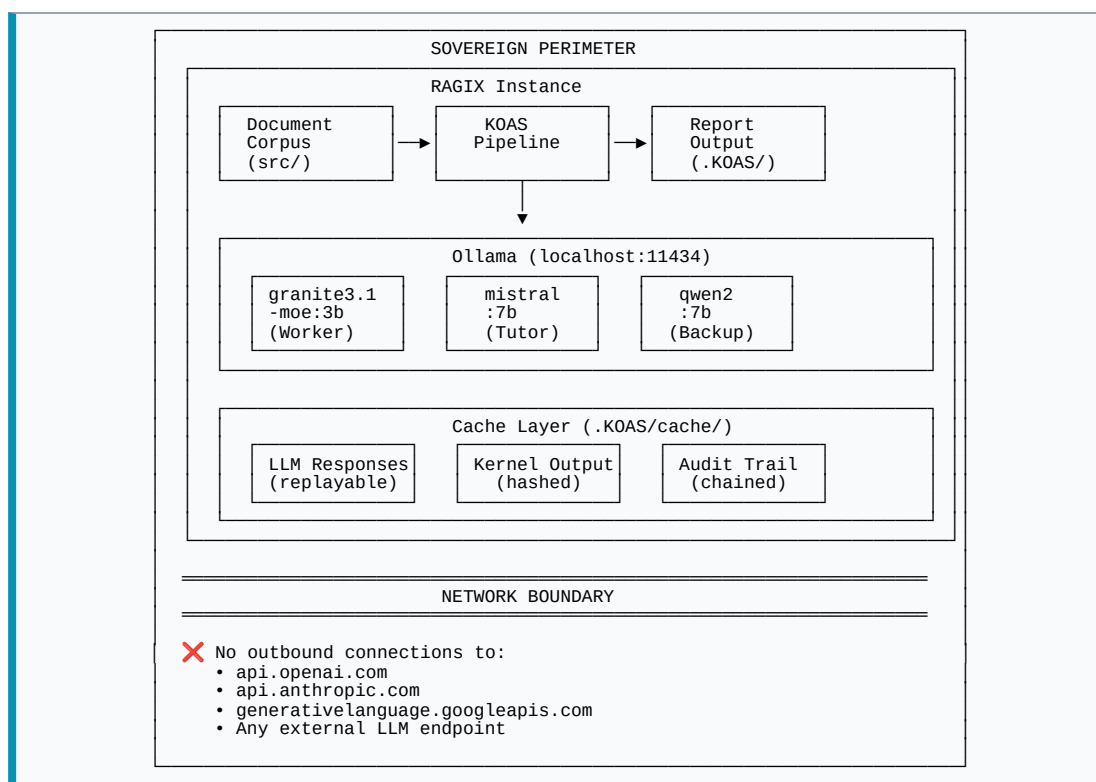 SOVEREIGN PERIMETER
RAGIX Instance
Document
Corpus
(src/)
KOAS
Pipeline
Report
Output
(.KOAS/)
Ollama (localhost:11434)
granite3.1
-moe:3b
(Worker)
mistral
:7b
(Tutor)
qwen2
:7b
(Backup)
Cache Layer (.KOAS/cache/)
LLM Responses
(replayable)
Kernel Output
(hashed)
Audit Trail
(chained)
NETWORK BOUNDARY
❌ No outbound connections to:
• api.openai.com
• api.anthropic.com
• generativelanguage.googleapis.com
• Any external LLM endpoint